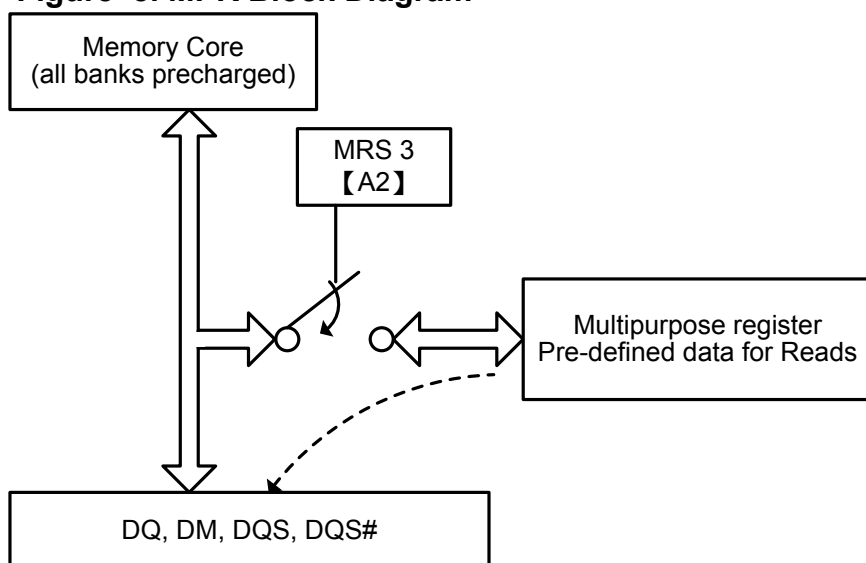 Memory Core
(all banks precharged)
MRS 3
【A2】
Multipurpose register
Pre-defined data for Reads
DQ, DM, DQS, DQS#